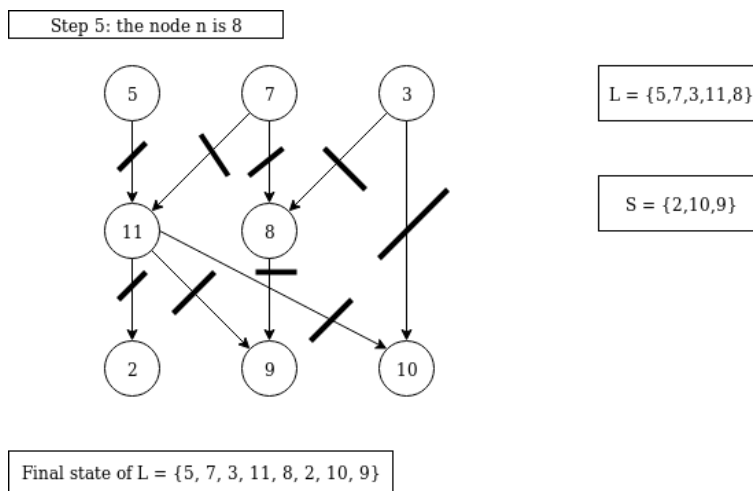 Step 5: the node n is 8
5
7
3
L = {5,7,3,11,8}
11
8
S = {2,10,9}
2
9
10
Final state of L = {5, 7, 3, 11, 8, 2, 10, 9}